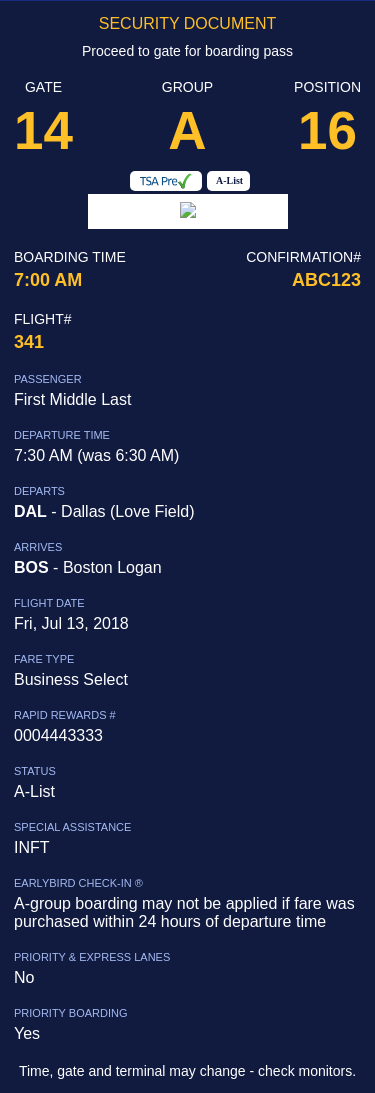 SECURITY DOCUMENT
Proceed to gate for boarding pass
GATE GROUP POSITION
14 A 16
TSA Pre A-List
BOARDING TIME CONFIRMATION#
7:00 AM ABC123
FLIGHT#
341
PASSENGER
First Middle Last
DEPARTURE TIME
7:30 AM (was 6:30 AM)
DEPARTS
DAL - Dallas (Love Field)
ARRIVES
BOS - Boston Logan
FLIGHT DATE
Fri, Jul 13, 2018
FARE TYPE
Business Select
RAPID REWARDS #
0004443333
STATUS
A-List
SPECIAL ASSISTANCE
INFT
EARLYBIRD CHECK-IN ®
A-group boarding may not be applied if fare was
purchased within 24 hours of departure time
PRIORITY & EXPRESS LANES
No
PRIORITY BOARDING
Yes
Time, gate and terminal may change - check monitors.